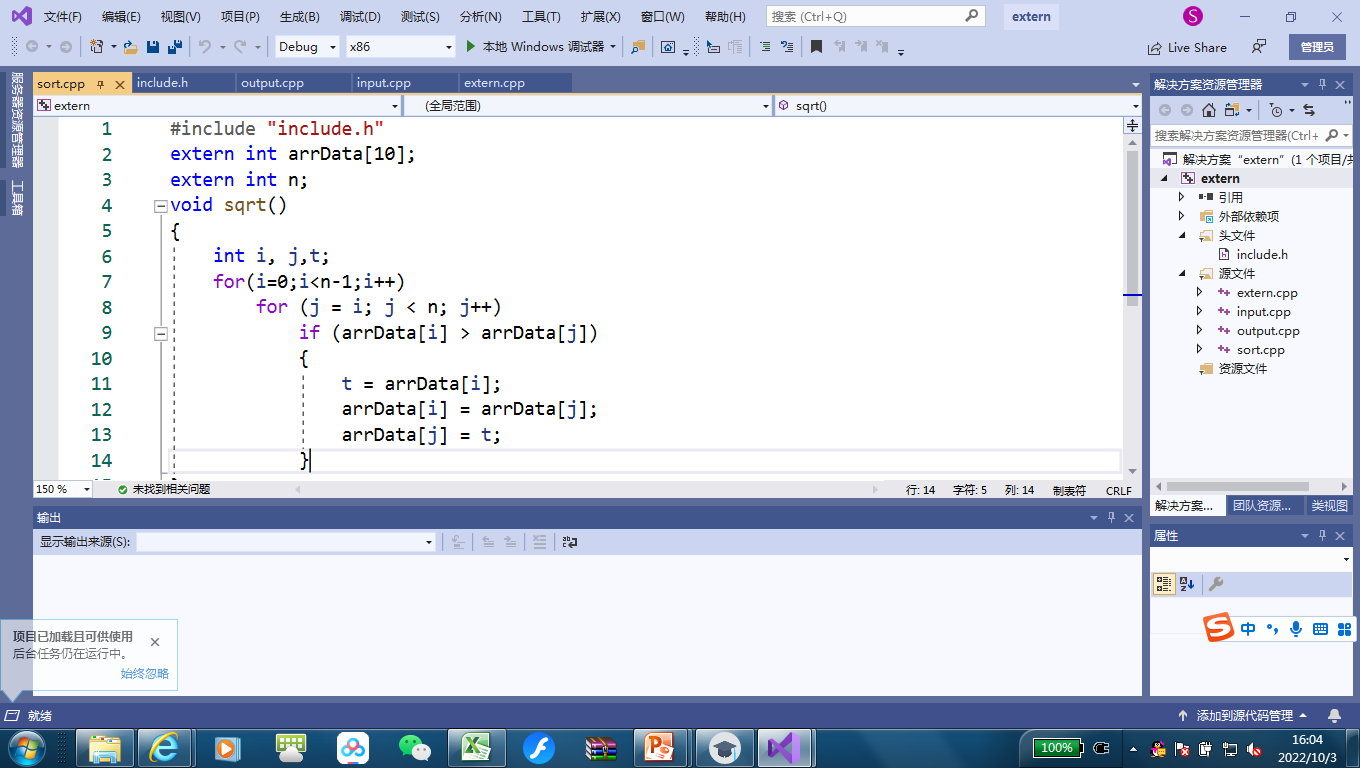 文件(F) 编辑(E) 视图(V) 项目(P) 生成(B) 调试(D) 测试(S) 分析(N) 工具(T) 扩展(X) 窗口(W) 帮助(H) 搜索 (Ctrl+Q) extern S
Debug x86 本地 Windows 调试器 Live Share 管理员
服务器资源管理器
工具箱
sort.cpp include.h output.cpp input.cpp extern.cpp
extern (全局范围) sqrt()
1 #include "include.h"
2 extern int arrData[10];
3 extern int n;
4 void sqrt()
5 {
6 int i, j,t;
7 for(i=0;i<n-1;i++)
8 for (j = i; j < n; j++)
9 if (arrData[i] > arrData[j])
10 {
11 t = arrData[i];
12 arrData[i] = arrData[j];
13 arrData[j] = t;
14 }
150 % 未找到相关问题 行: 14 字符: 5 列: 14 制表符 CRLF
输出
显示输出来源(S):
解决方案资源管理器
搜索解决方案资源管理器(Ctrl+
解决方案 "extern" (1 个项目/
extern
引用
外部依赖项
头文件
include.h
源文件
extern.cpp
input.cpp
output.cpp
sort.cpp
资源文件
解决方案... 团队资源... 类视图
属性
中
项目已加载且可供使用
后台任务仍在运行中。
始终忽略
就绪 添加到源代码管理
100% 16:04
2022/10/3